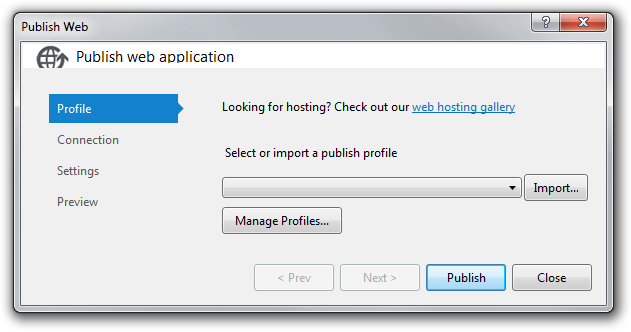 Publish Web
?
Publish web application
Profile
Looking for hosting? Check out our web hosting gallery
Connection
Select or import a publish profile
Settings
Import...
Preview
Manage Profiles...
< Prev
Next >
Publish
Close